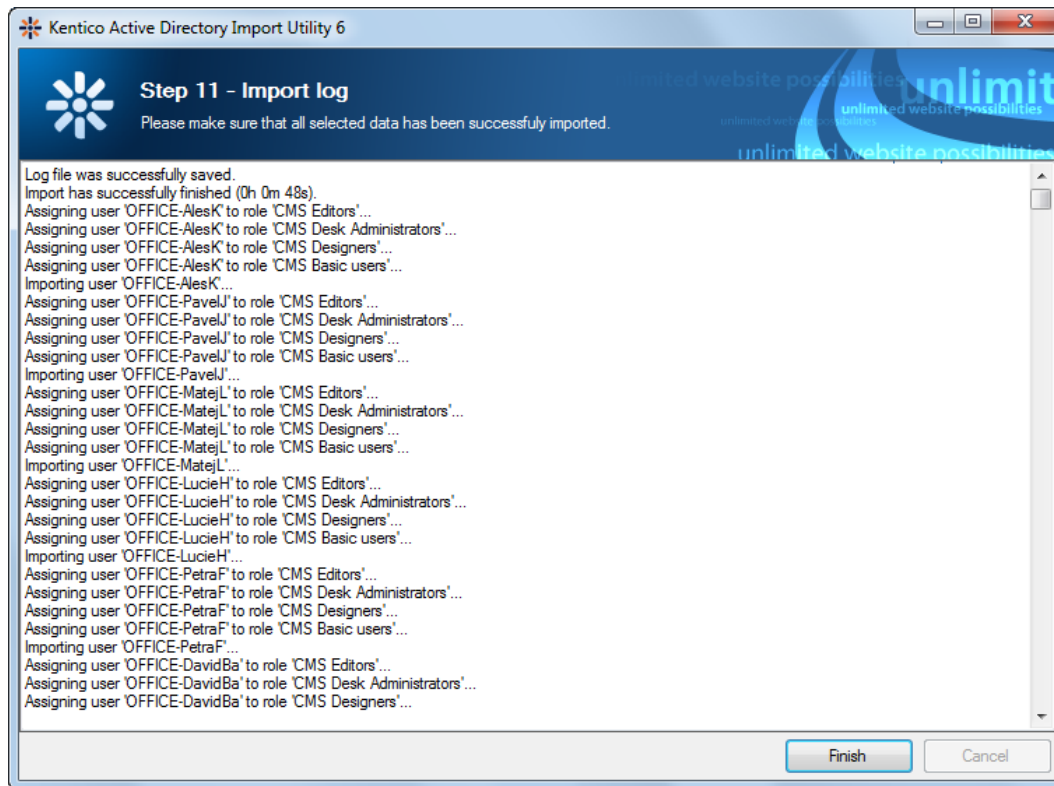 Kentico Active Directory Import Utility 6
Step 11 - Import log
Please make sure that all selected data has been successfuly imported.
unlimited website possibilities
unlimit
unlimited website possibilities
unlimited website possibilities
unlimited website possibilities
Log file was successfully saved.
Import has successfully finished (0h 0m 48s).
Assigning user 'OFFICE-AlesK' to role 'CMS Editors'...
Assigning user 'OFFICE-AlesK' to role 'CMS Desk Administrators'...
Assigning user 'OFFICE-AlesK' to role 'CMS Designers'...
Assigning user 'OFFICE-AlesK' to role 'CMS Basic users'...
Importing user 'OFFICE-AlesK'...
Assigning user 'OFFICE-PavelJ' to role 'CMS Editors'...
Assigning user 'OFFICE-PavelJ' to role 'CMS Desk Administrators'...
Assigning user 'OFFICE-PavelJ' to role 'CMS Designers'...
Assigning user 'OFFICE-PavelJ' to role 'CMS Basic users'...
Importing user 'OFFICE-PavelJ'...
Assigning user 'OFFICE-MatejL' to role 'CMS Editors'...
Assigning user 'OFFICE-MatejL' to role 'CMS Desk Administrators'...
Assigning user 'OFFICE-MatejL' to role 'CMS Designers'...
Assigning user 'OFFICE-MatejL' to role 'CMS Basic users'...
Importing user 'OFFICE-MatejL'...
Assigning user 'OFFICE-LucieH' to role 'CMS Editors'...
Assigning user 'OFFICE-LucieH' to role 'CMS Desk Administrators'...
Assigning user 'OFFICE-LucieH' to role 'CMS Designers'...
Assigning user 'OFFICE-LucieH' to role 'CMS Basic users'...
Importing user 'OFFICE-LucieH'...
Assigning user 'OFFICE-PetraF' to role 'CMS Editors'...
Assigning user 'OFFICE-PetraF' to role 'CMS Desk Administrators'...
Assigning user 'OFFICE-PetraF' to role 'CMS Designers'...
Assigning user 'OFFICE-PetraF' to role 'CMS Basic users'...
Importing user 'OFFICE-PetraF'...
Assigning user 'OFFICE-DavidBa' to role 'CMS Editors'...
Assigning user 'OFFICE-DavidBa' to role 'CMS Desk Administrators'...
Assigning user 'OFFICE-DavidBa' to role 'CMS Designers'...
Finish
Cancel